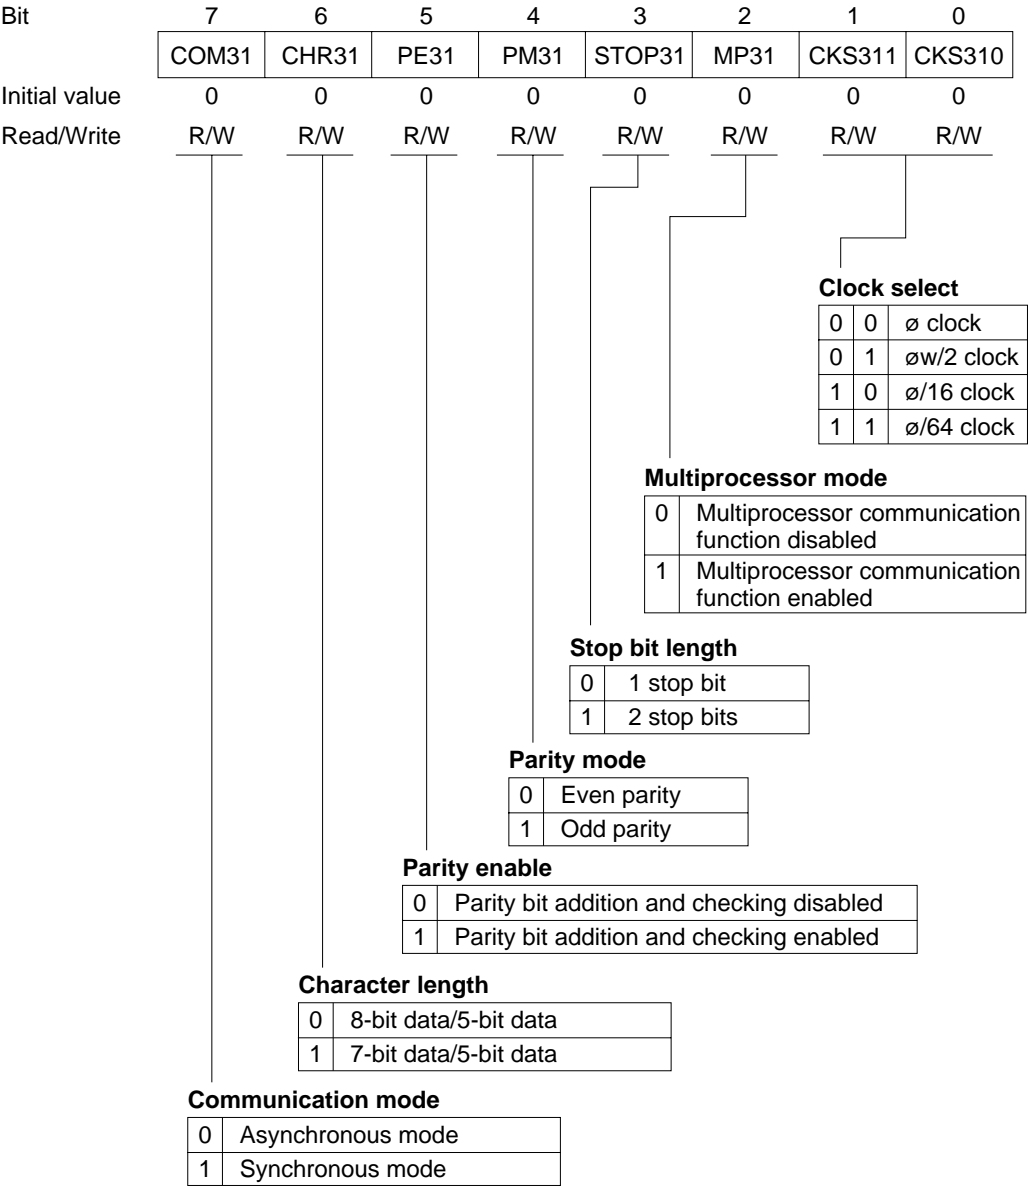 Bit 7 6 5 4 3 2 1 0
COM31 CHR31 PE31 PM31 STOP31 MP31 CKS311 CKS310
Initial value 0 0 0 0 0 0 0 0
Read/Write R/W R/W R/W R/W R/W R/W R/W R/W
Clock select
0 0 ø clock
0 1 øw/2 clock
1 0 ø/16 clock
1 1 ø/64 clock
Multiprocessor mode
0 Multiprocessor communication
function disabled
1 Multiprocessor communication
function enabled
Stop bit length
0 1 stop bit
1 2 stop bits
Parity mode
0 Even parity
1 Odd parity
Parity enable
0 Parity bit addition and checking disabled
1 Parity bit addition and checking enabled
Character length
0 8-bit data/5-bit data
1 7-bit data/5-bit data
Communication mode
0 Asynchronous mode
1 Synchronous mode